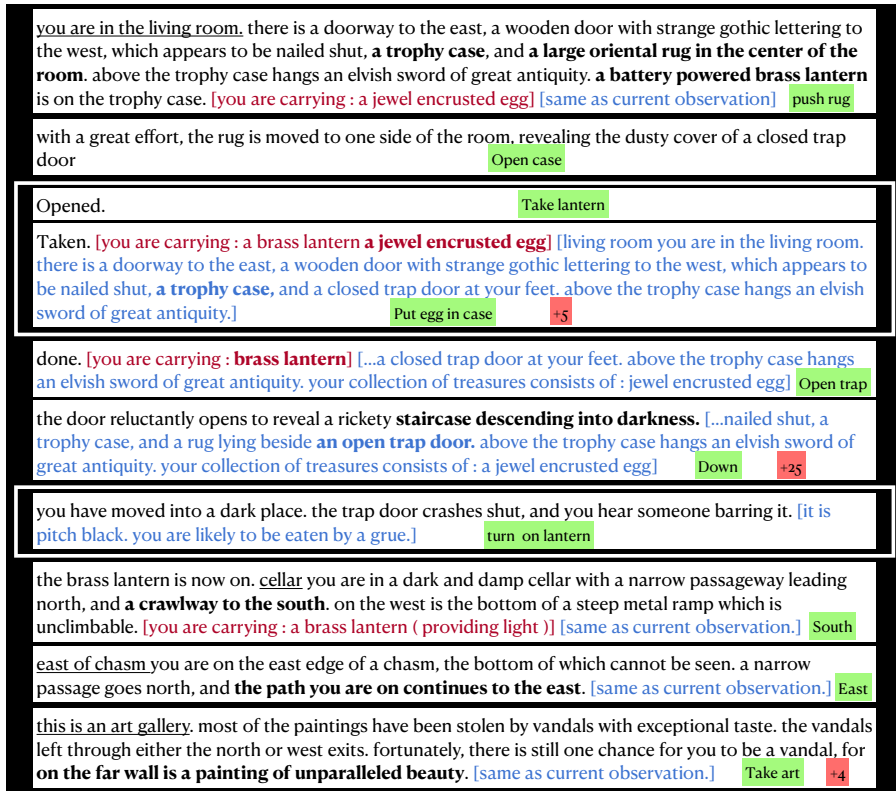 you are in the living room. there is a doorway to the east, a wooden door with strange gothic lettering to
the west, which appears to be nailed shut, a trophy case, and a large oriental rug in the center of the
room. above the trophy case hangs an elvish sword of great antiquity. a battery powered brass lantern
is on the trophy case. [you are carrying : a jewel encrusted egg] [same as current observation] push rug
with a great effort, the rug is moved to one side of the room, revealing the dusty cover of a closed trap
door Open case
Opened. Take lantern
Taken. [you are carrying : a brass lantern a jewel encrusted egg] [living room you are in the living room.
there is a doorway to the east, a wooden door with strange gothic lettering to the west, which appears to
be nailed shut, a trophy case, and a closed trap door at your feet. above the trophy case hangs an elvish
sword of great antiquity.] Put egg in case +5
done. [you are carrying : brass lantern] [...a closed trap door at your feet. above the trophy case hangs
an elvish sword of great antiquity. your collection of treasures consists of : jewel encrusted egg] Open trap
the door reluctantly opens to reveal a rickety staircase descending into darkness. [...nailed shut, a
trophy case, and a rug lying beside an open trap door. above the trophy case hangs an elvish sword of
great antiquity. your collection of treasures consists of : a jewel encrusted egg] Down +25
you have moved into a dark place. the trap door crashes shut, and you hear someone barring it. [it is
pitch black. you are likely to be eaten by a grue.] turn on lantern
the brass lantern is now on. cellar you are in a dark and damp cellar with a narrow passageway leading
north, and a crawlway to the south. on the west is the bottom of a steep metal ramp which is
unclimbable. [you are carrying : a brass lantern ( providing light )] [same as current observation.] South
east of chasm you are on the east edge of a chasm, the bottom of which cannot be seen. a narrow
passage goes north, and the path you are on continues to the east. [same as current observation.] East
this is an art gallery. most of the paintings have been stolen by vandals with exceptional taste. the vandals
left through either the north or west exits. fortunately, there is still one chance for you to be a vandal, for
on the far wall is a painting of unparalleled beauty. [same as current observation.] Take art +4